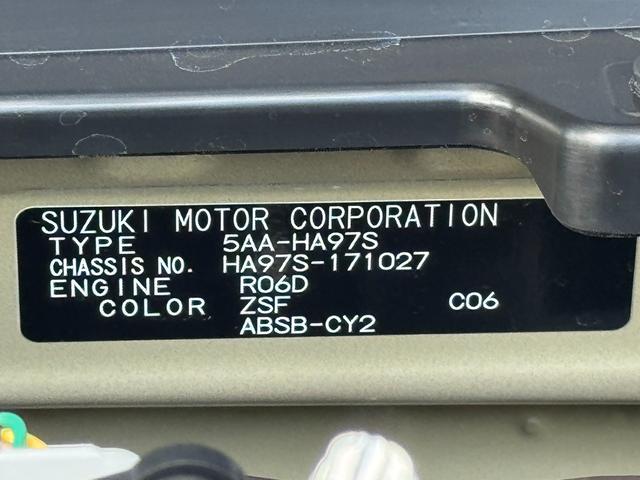 SUZUKI MOTOR CORPORATION
TYPE 5AA-HA97S
CHASSIS NO. HA97S-171027
ENGINE R06D
COLOR ZSF C06
ABSB-CY2